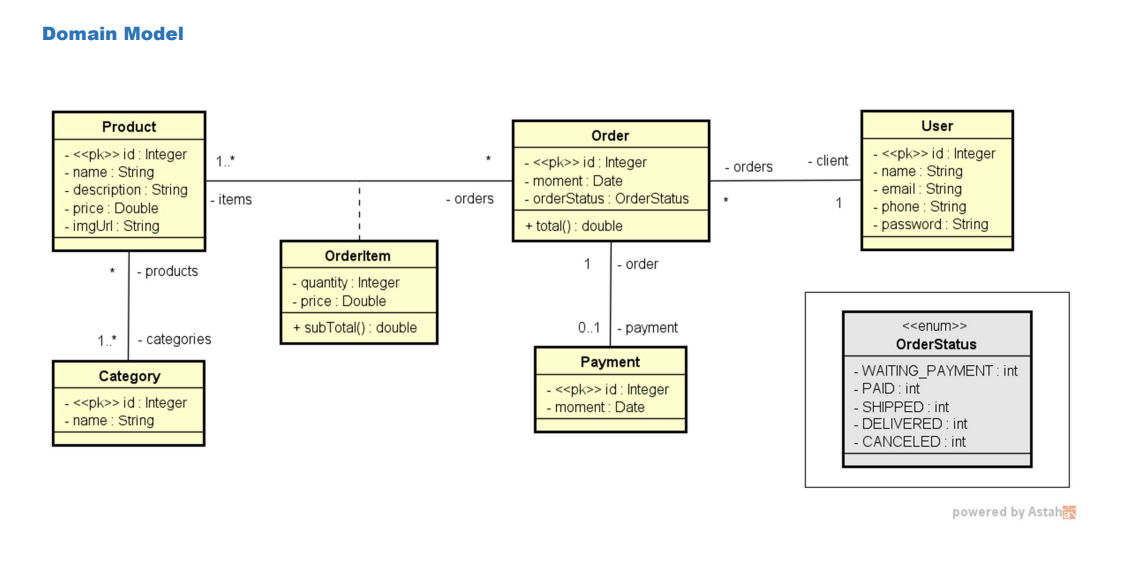 Domain Model
Product
- <<pk>> id : Integer
- name : String
- description : String
- price : Double
- imgUrl : String
1..*
- items
*
- orders
Order
- <<pk>> id : Integer
- moment : Date
- orderStatus : OrderStatus
+ total() : double
- orders
*
- client
1
User
- <<pk>> id : Integer
- name : String
- email : String
- phone : String
- password : String
* - products
1..* - categories
OrderItem
- quantity : Integer
- price : Double
+ subTotal() : double
1 - order
0..1 - payment
Category
- <<pk>> id : Integer
- name : String
Payment
- <<pk>> id : Integer
- moment : Date
<<enum>>
OrderStatus
- WAITING_PAYMENT : int
- PAID : int
- SHIPPED : int
- DELIVERED : int
- CANCELED : int
powered by Astah